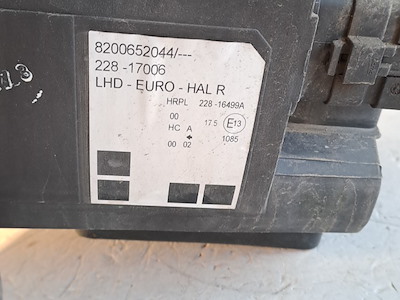 8200652044/---
228 -17006
LHD - EURO - HAL R
HRPL 228 -16499A
00 17.5 E13
HC A
1085
00 02